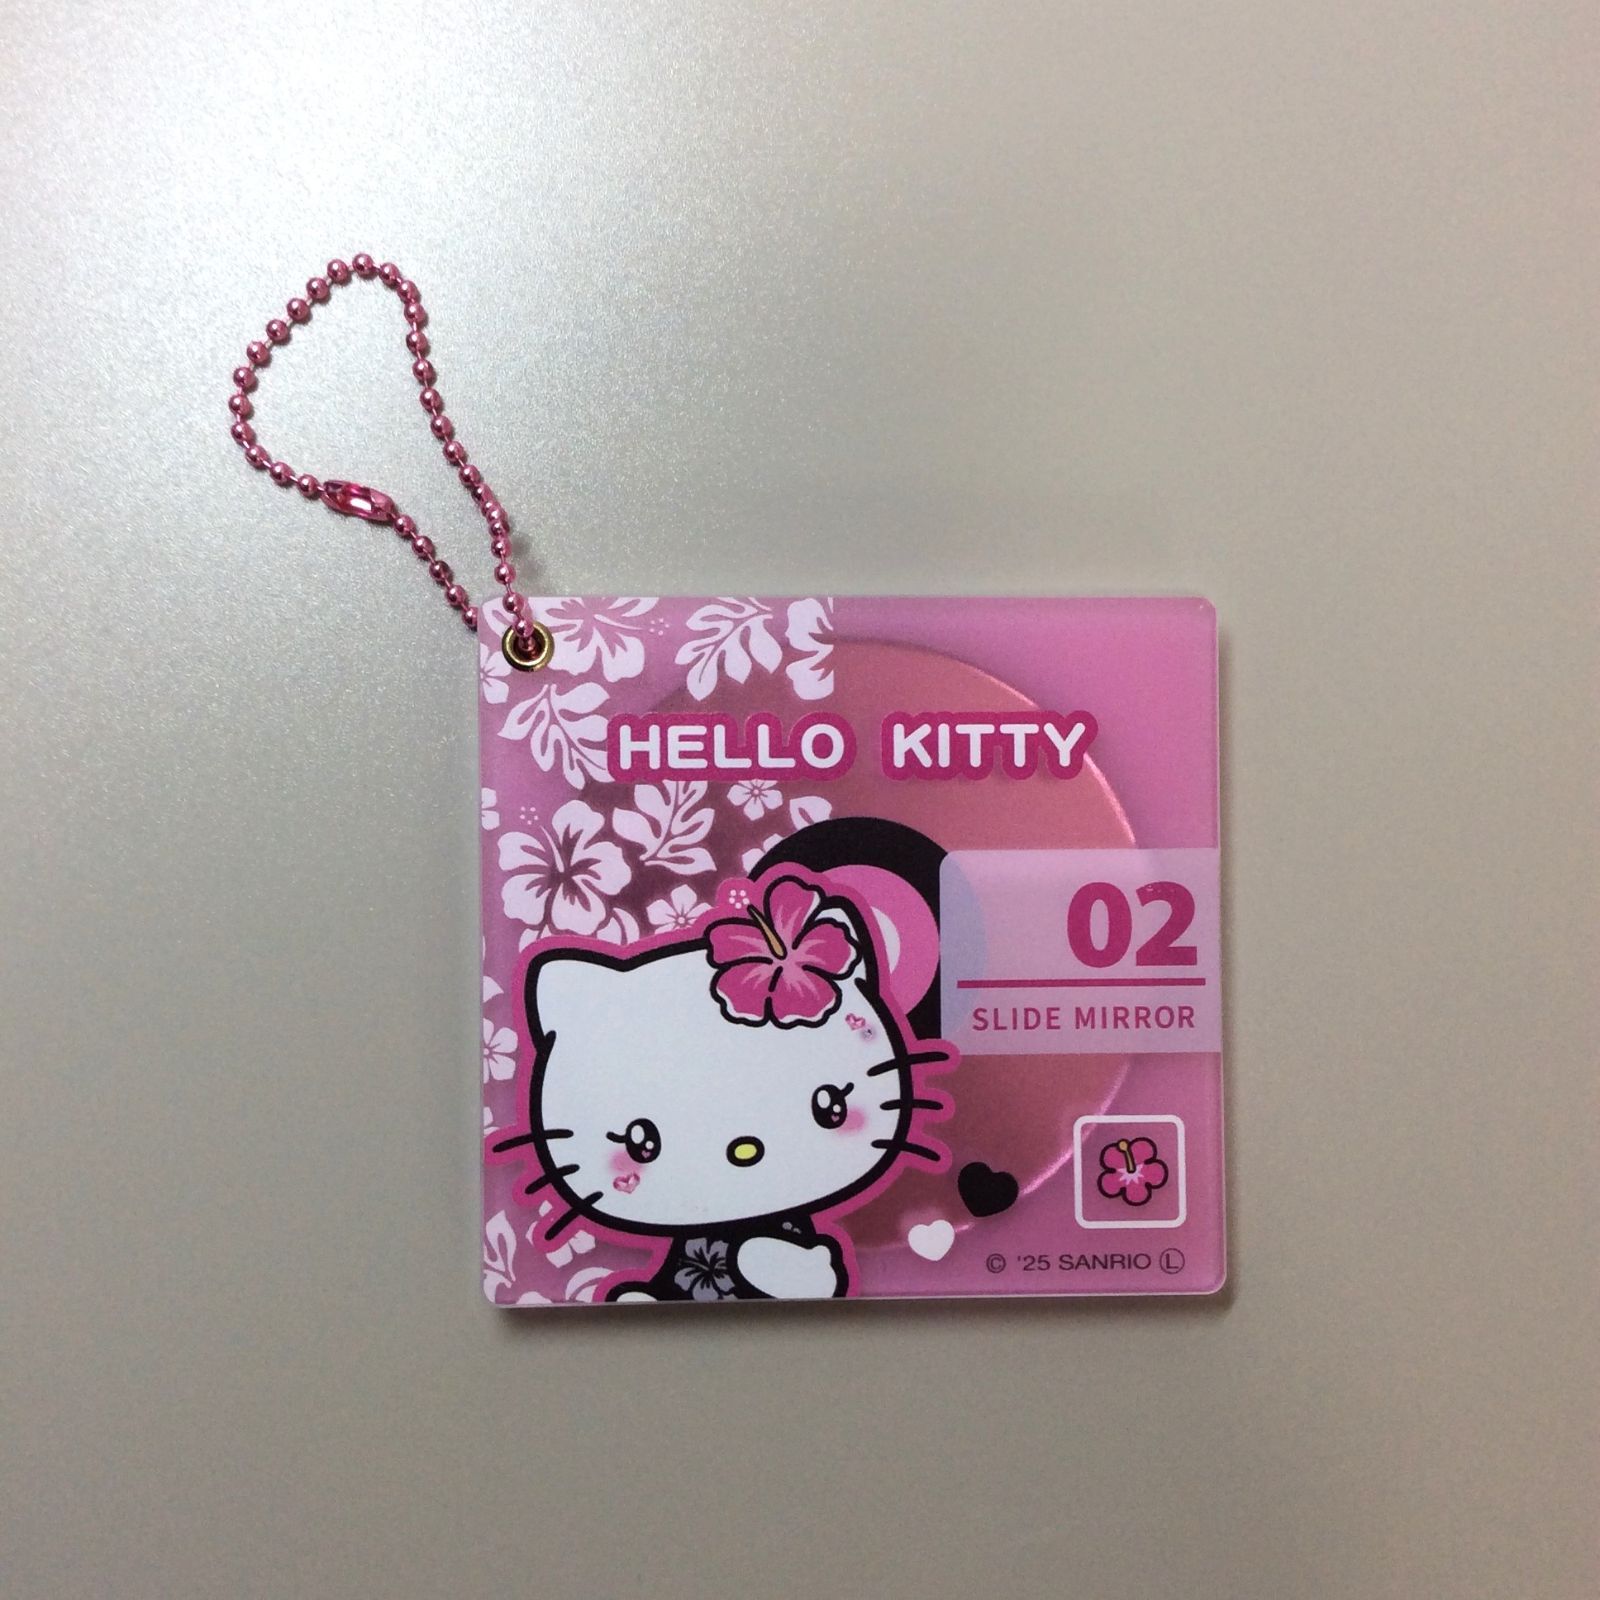 HELLO KITTY
02
SLIDE MIRROR
© '25 SANRIO Ⓛ